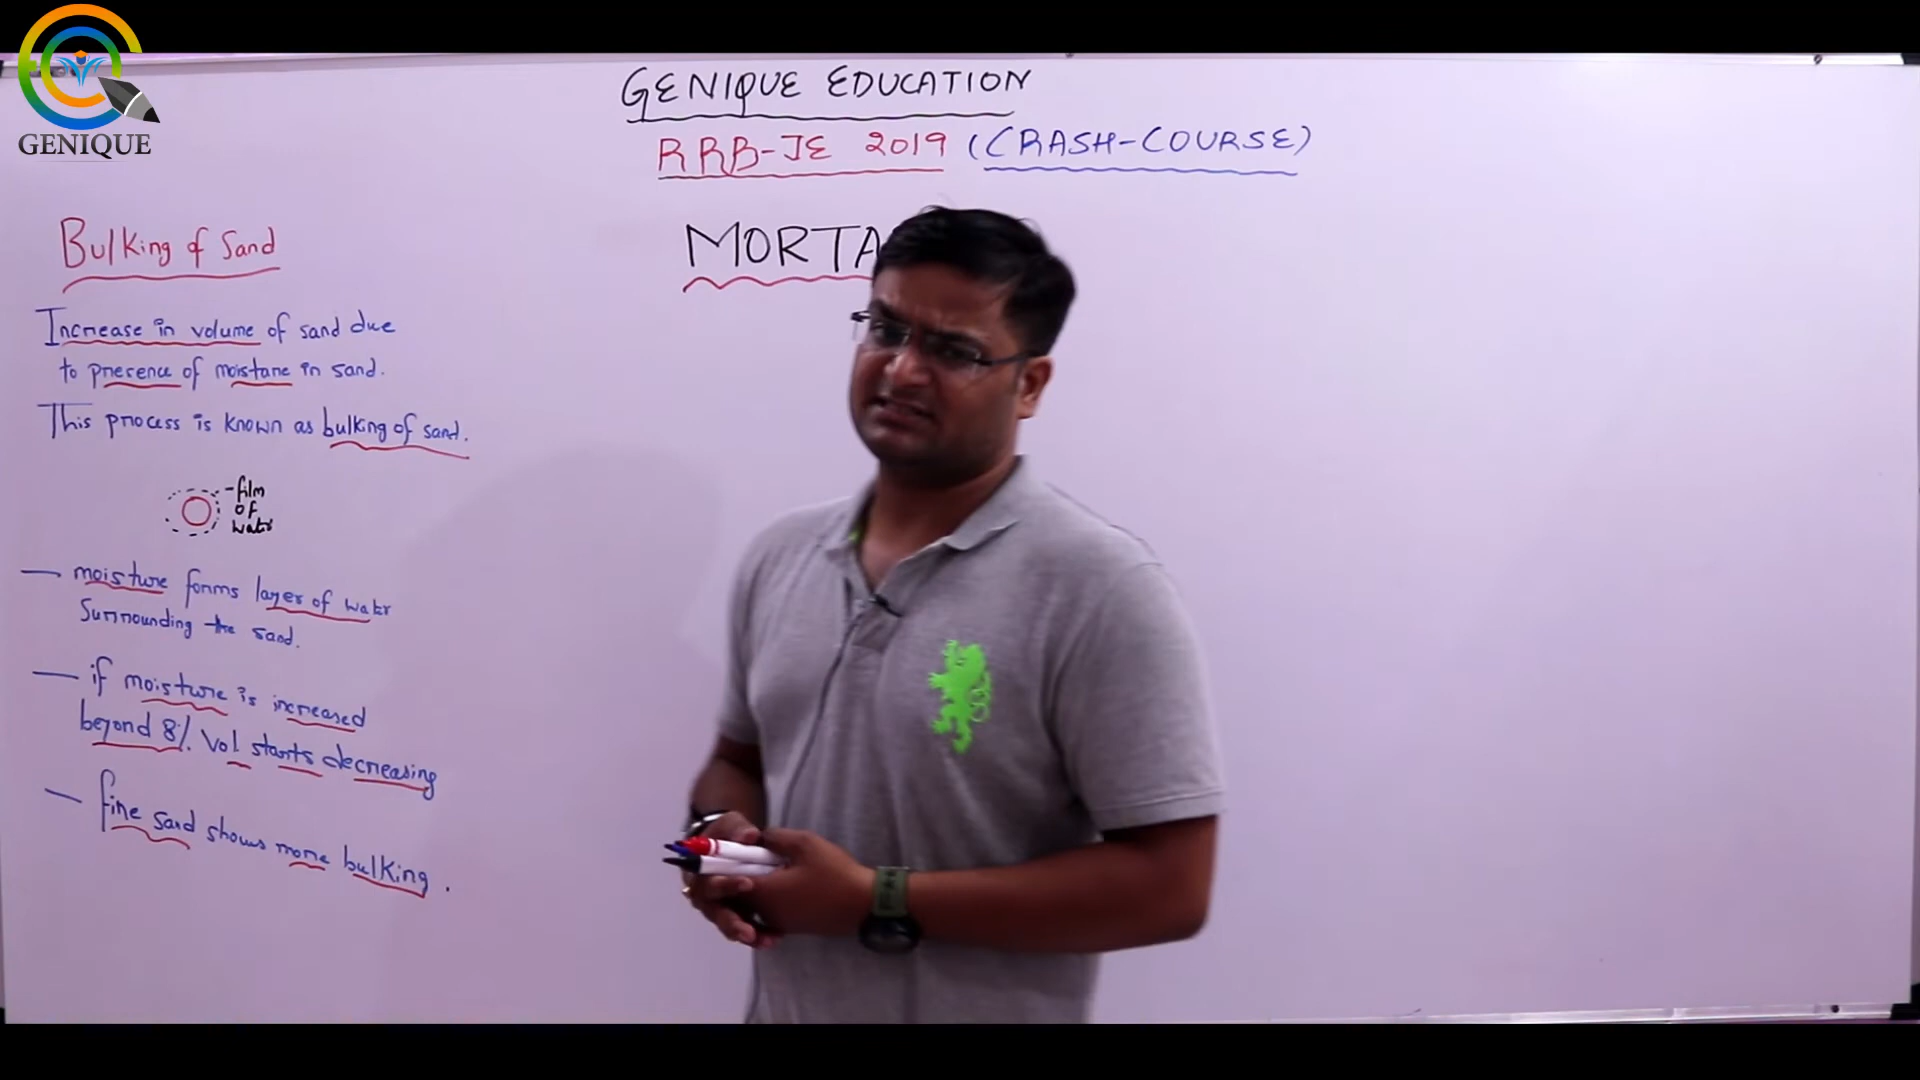 GENIQUE
GENIQUE EDUCATION
RRB-JE 2019 (CRASH-COURSE)
MORTA
Bulking of Sand
Increase in volume of sand due
to presence of moistane in sand.
This process is known as bulking of sand.
-film
of
water
— moisture forms layer of water
Surrounding the sand.
— if moisture is increased
beyond 8%. Vol starts decreasing
— fine sand shows more bulking.